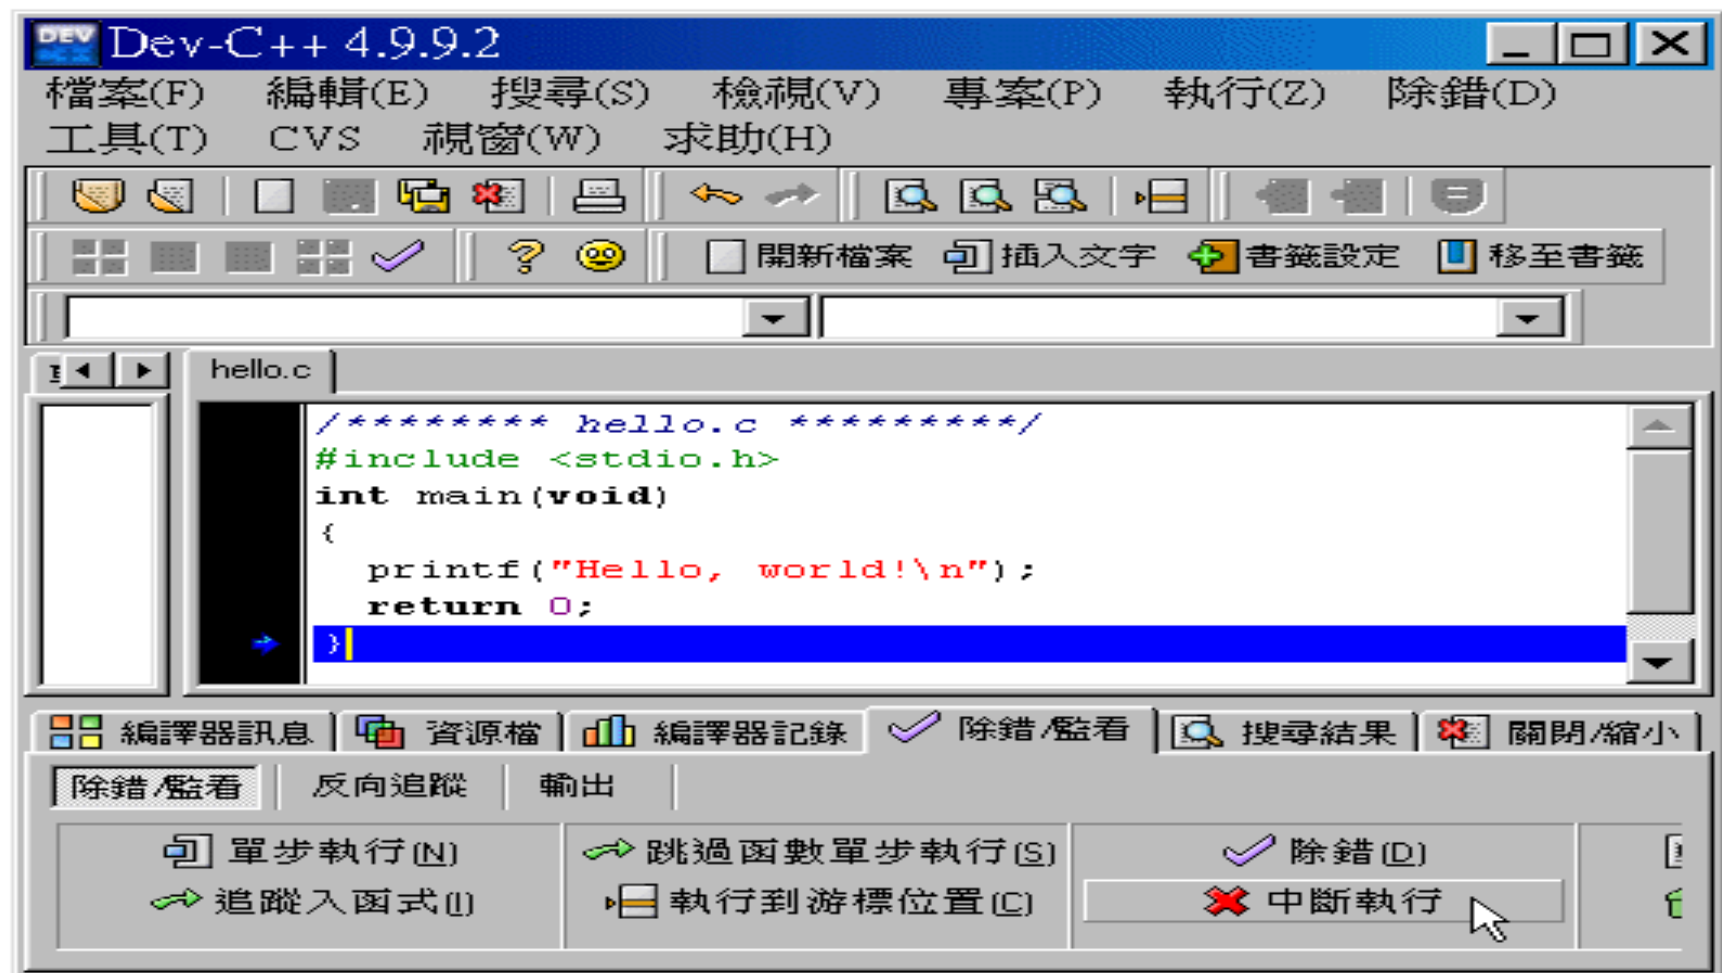 DEV Dev-C++ 4.9.9.2
檔案(F) 編輯(E) 搜尋(S) 檢視(V) 專案(P) 執行(Z) 除錯(D)
工具(T) CVS 視窗(W) 求助(H)
開新檔案 插入文字 書籤設定 移至書籤
hello.c
/******** hello.c *********/
#include <stdio.h>
int main(void)
{
printf("Hello, world!\n");
return 0;
}
編譯器訊息 資源檔 編譯器記錄 除錯/監看 搜尋結果 關閉/縮小
除錯/監看 反向追蹤 輸出
單步執行(N) 跳過函數單步執行(S) 除錯(D)
追蹤入函式(I) 執行到游標位置(C) 中斷執行